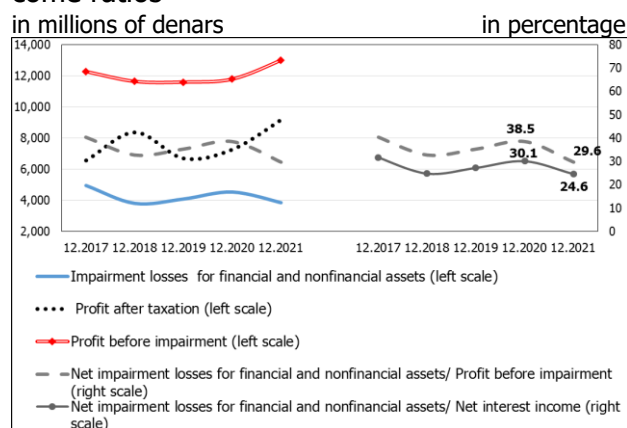 come ratios
in millions of denars in percentage
14,000
12,000
10,000
8,000
6,000
4,000
2,000
80
70
60
50
40
30
20
10
0
38.5
30.1
29.6
24.6
12.2017 12.2018 12.2019 12.2020 12.2021 12.2017 12.2018 12.2019 12.2020 12.2021
Impairment losses for financial and nonfinancial assets (left scale)
Profit after taxation (left scale)
Profit before impairment (left scale)
Net impairment losses for financial and nonfinancial assets/ Profit before impairment
(right scale)
Net impairment losses for financial and nonfinancial assets/ Net interest income (right
scale)